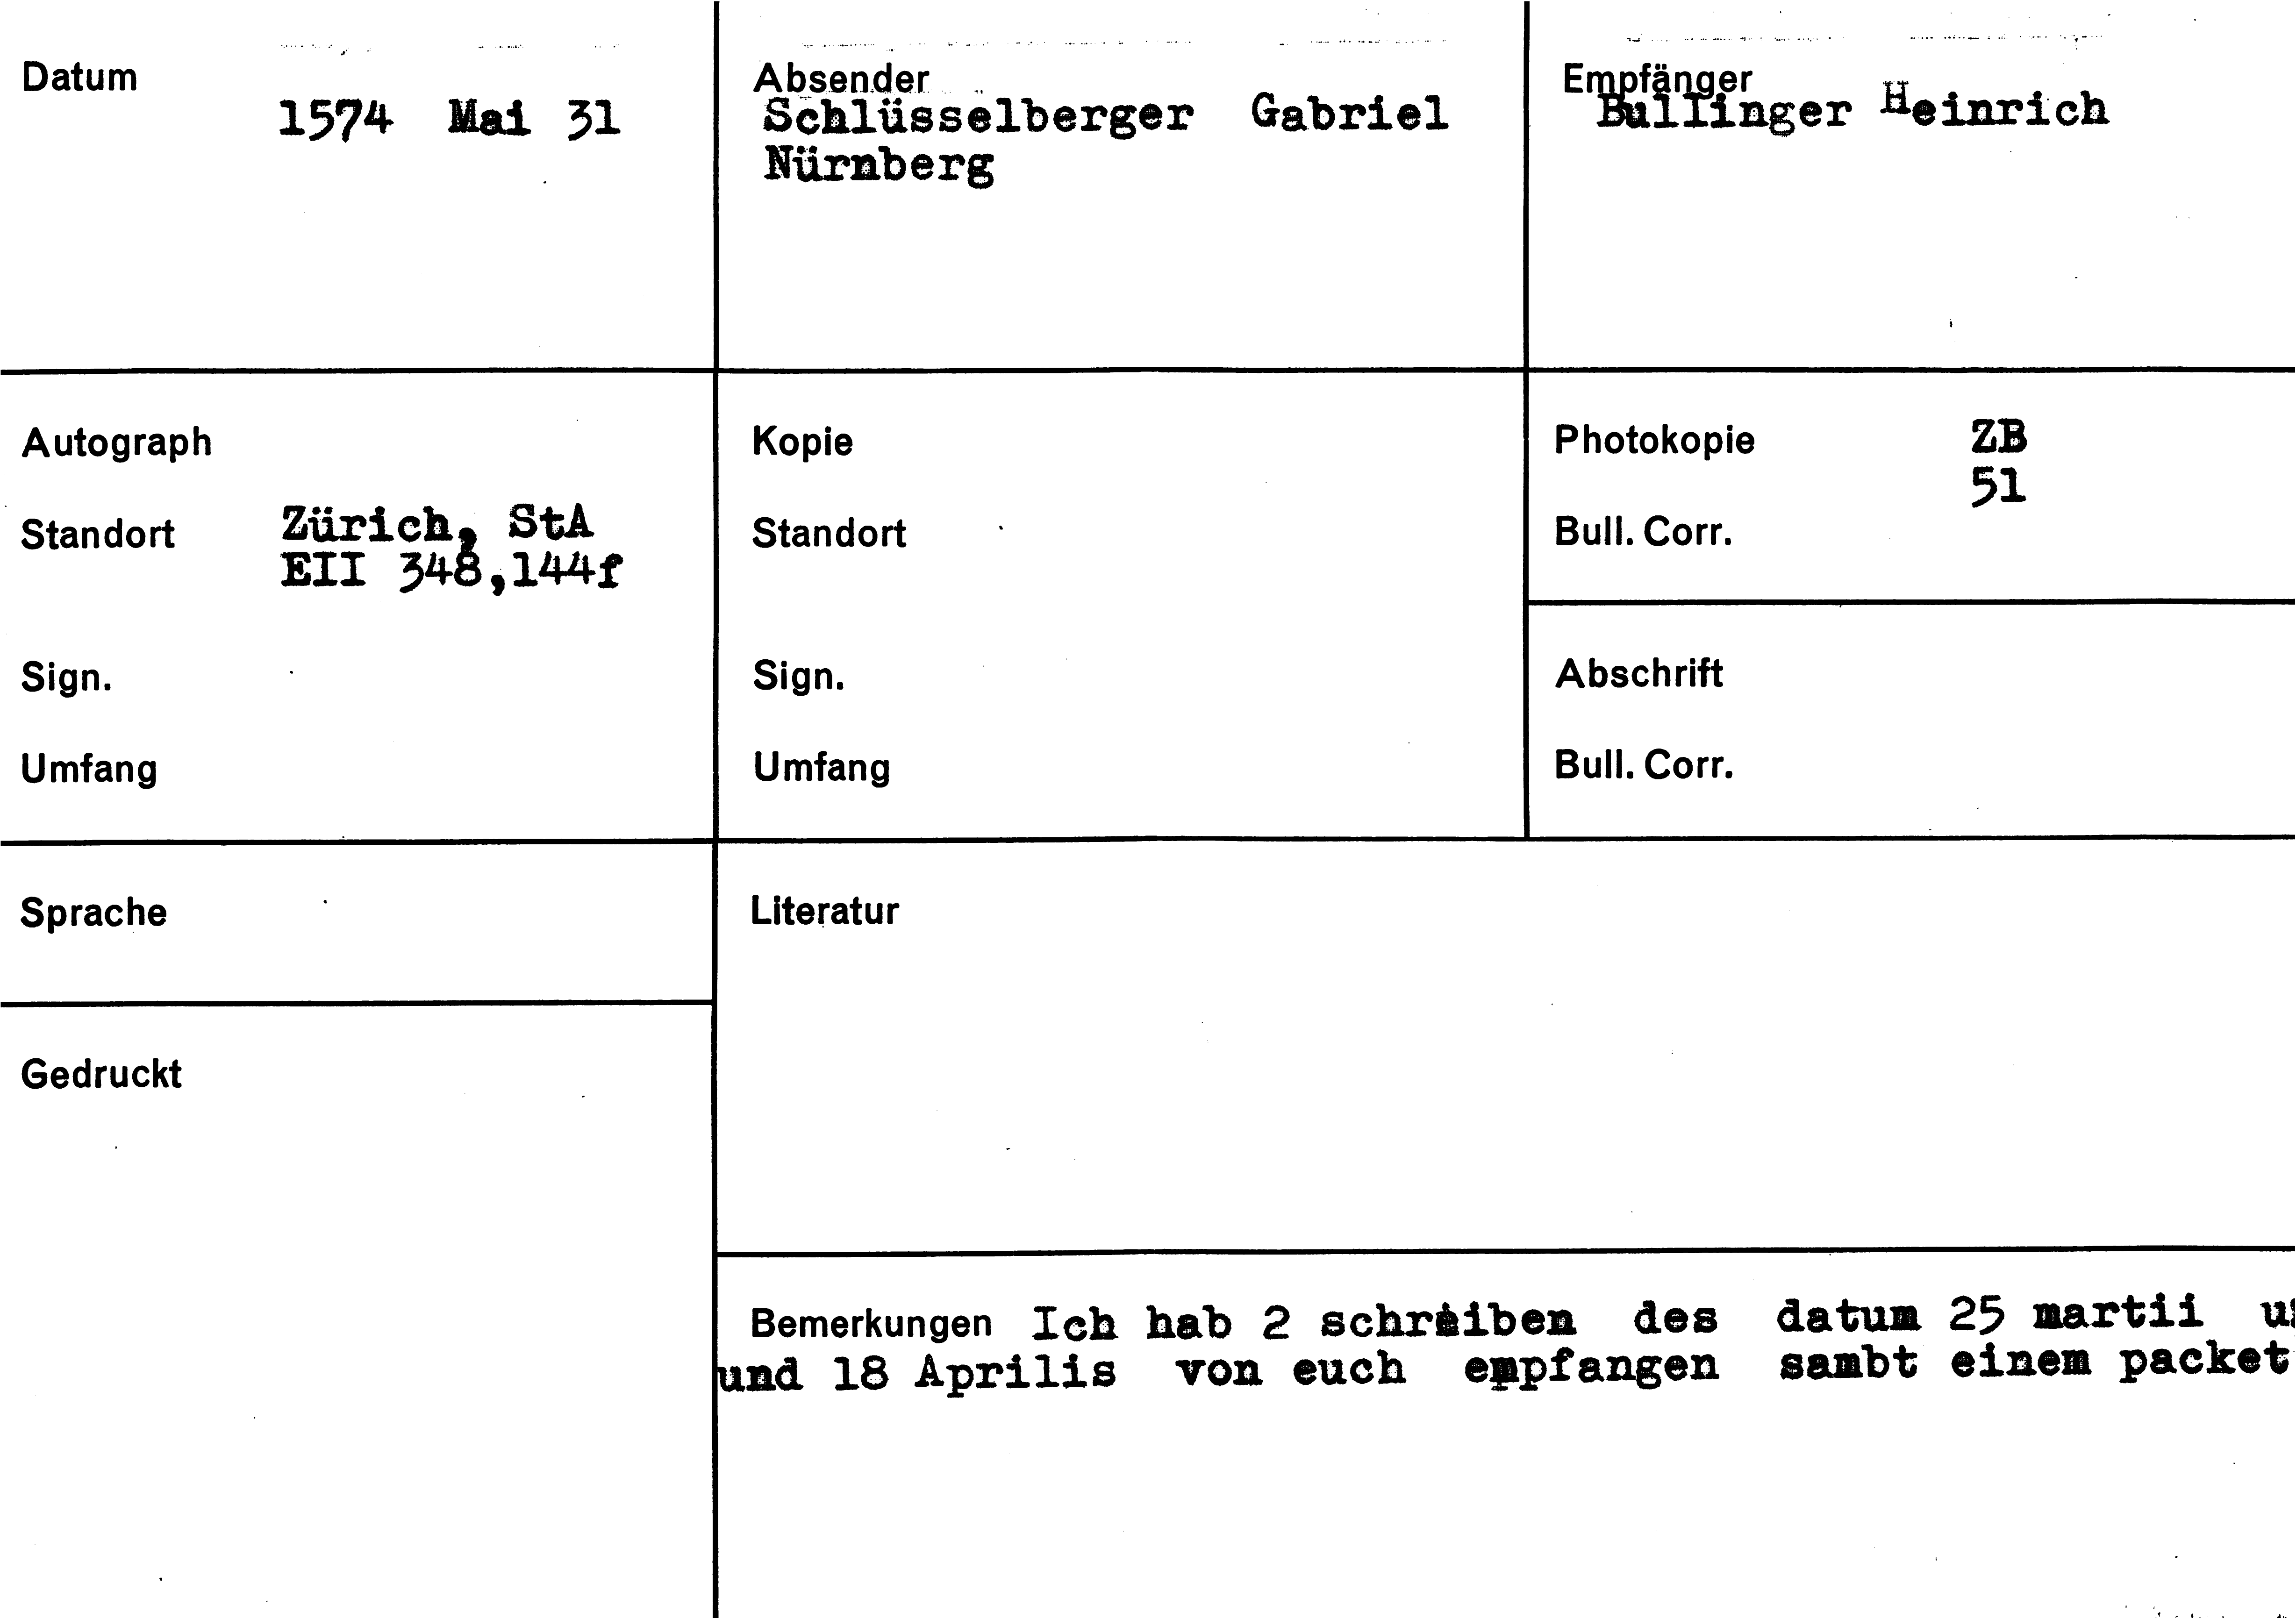 Datum
1574 Mai 31
Absender
Schlüsselberger Gabriel
Nürnberg
Empfänger
Bullinger Heinrich
Autograph
Standort Zürich, StA
EII 348,144f
Sign.
Umfang
Kopie
Standort
Sign.
Umfang
Photokopie ZB
51
Bull. Corr.
Abschrift
Bull. Corr.
Sprache
Gedruckt
Literatur
Bemerkungen Ich hab 2 schreiben des datum 25 martii
und 18 Aprilis von euch empfangen sambt einem packet